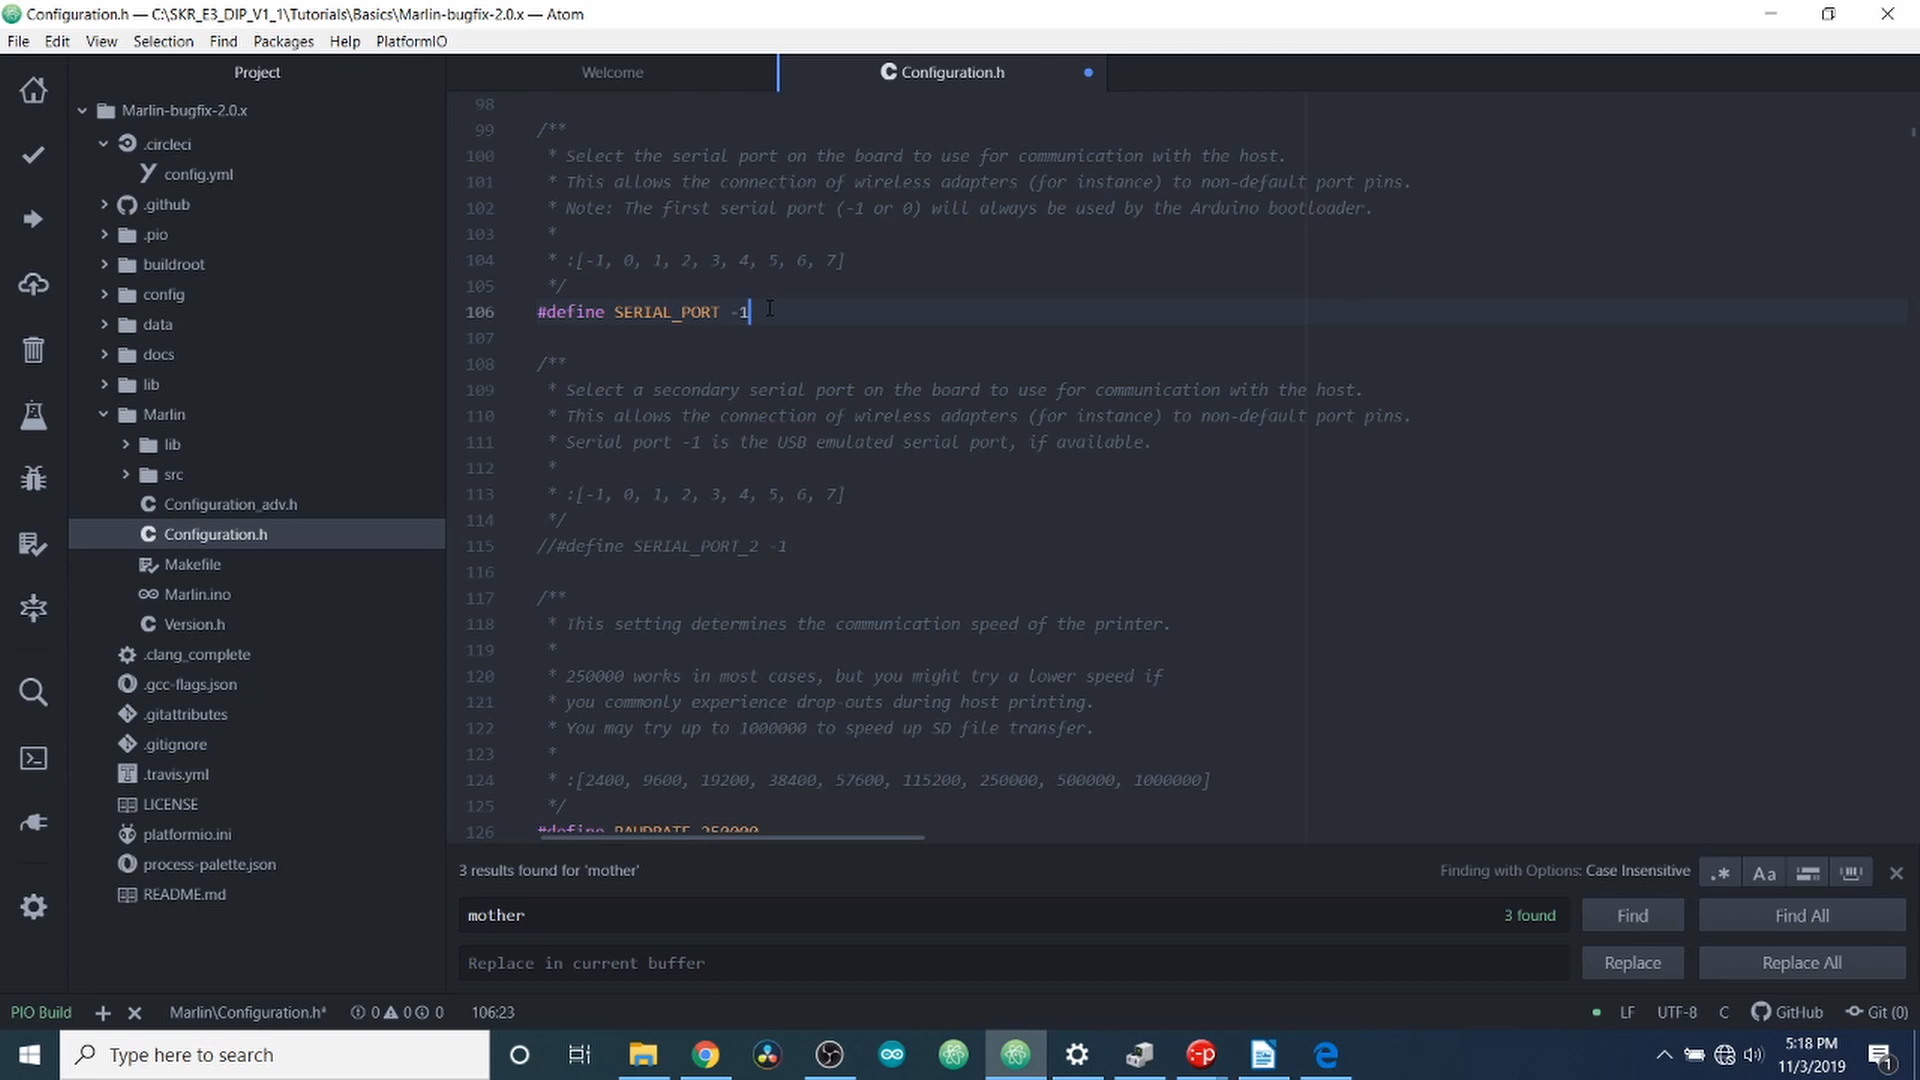 Configuration.h — C:\SKR_E3_DIP_V1_1\Tutorials\Basics\Marlin-bugfix-2.0.x — Atom
File Edit View Selection Find Packages Help PlatformIO
Project
Welcome
Configuration.h
Marlin-bugfix-2.0.x
.circleci
config.yml
.github
.pio
buildroot
config
data
docs
lib
Marlin
lib
src
Configuration_adv.h
Configuration.h
Makefile
Marlin.ino
Version.h
.clang_complete
.gcc-flags.json
.gitattributes
.gitignore
.travis.yml
LICENSE
platformio.ini
process-palette.json
README.md
98
99 /**
100 * Select the serial port on the board to use for communication with the host.
101 * This allows the connection of wireless adapters (for instance) to non-default port pins.
102 * Note: The first serial port (-1 or 0) will always be used by the Arduino bootloader.
103 *
104 * :[-1, 0, 1, 2, 3, 4, 5, 6, 7]
105 */
106 #define SERIAL_PORT -1
107
108 /**
109 * Select a secondary serial port on the board to use for communication with the host.
110 * This allows the connection of wireless adapters (for instance) to non-default port pins.
111 * Serial port -1 is the USB emulated serial port, if available.
112 *
113 * :[-1, 0, 1, 2, 3, 4, 5, 6, 7]
114 */
115 //#define SERIAL_PORT_2 -1
116
117 /**
118 * This setting determines the communication speed of the printer.
119 *
120 * 250000 works in most cases, but you might try a lower speed if
121 * you commonly experience drop-outs during host printing.
122 * You may try up to 1000000 to speed up SD file transfer.
123 *
124 * :[2400, 9600, 19200, 38400, 57600, 115200, 250000, 500000, 1000000]
125 */
126 #define BAUDRATE 250000
3 results found for 'mother'
Finding with Options: Case Insensitive
.* Aa
mother
3 found
Find
Find All
Replace in current buffer
Replace
Replace All
PIO Build
Marlin\Configuration.h*
0 0 0
106:23
LF UTF-8 C GitHub Git (0)
Type here to search
5:18 PM
11/3/2019
1